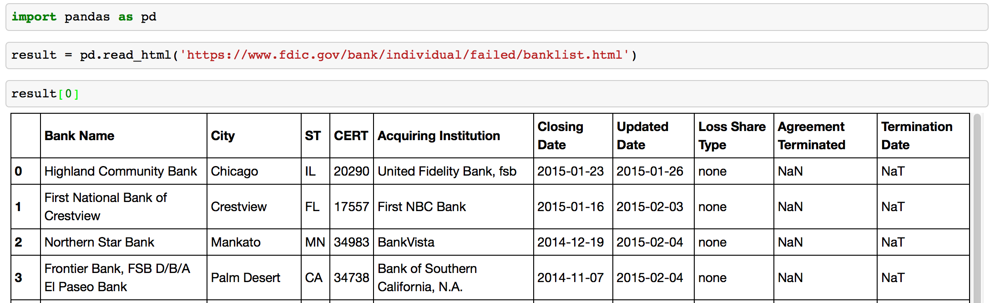 import pandas as pd
result = pd.read_html('https://www.fdic.gov/bank/individual/failed/banklist.html')
result[0]
Bank Name City ST CERT Acquiring Institution Closing Date Updated Date Loss Share Type Agreement Terminated Termination Date
0 Highland Community Bank Chicago IL 20290 United Fidelity Bank, fsb 2015-01-23 2015-01-26 none NaN NaT
1 First National Bank of Crestview Crestview FL 17557 First NBC Bank 2015-01-16 2015-02-03 none NaN NaT
2 Northern Star Bank Mankato MN 34983 BankVista 2014-12-19 2015-02-04 none NaN NaT
3 Frontier Bank, FSB D/B/A El Paseo Bank Palm Desert CA 34738 Bank of Southern California, N.A. 2014-11-07 2015-02-04 none NaN NaT